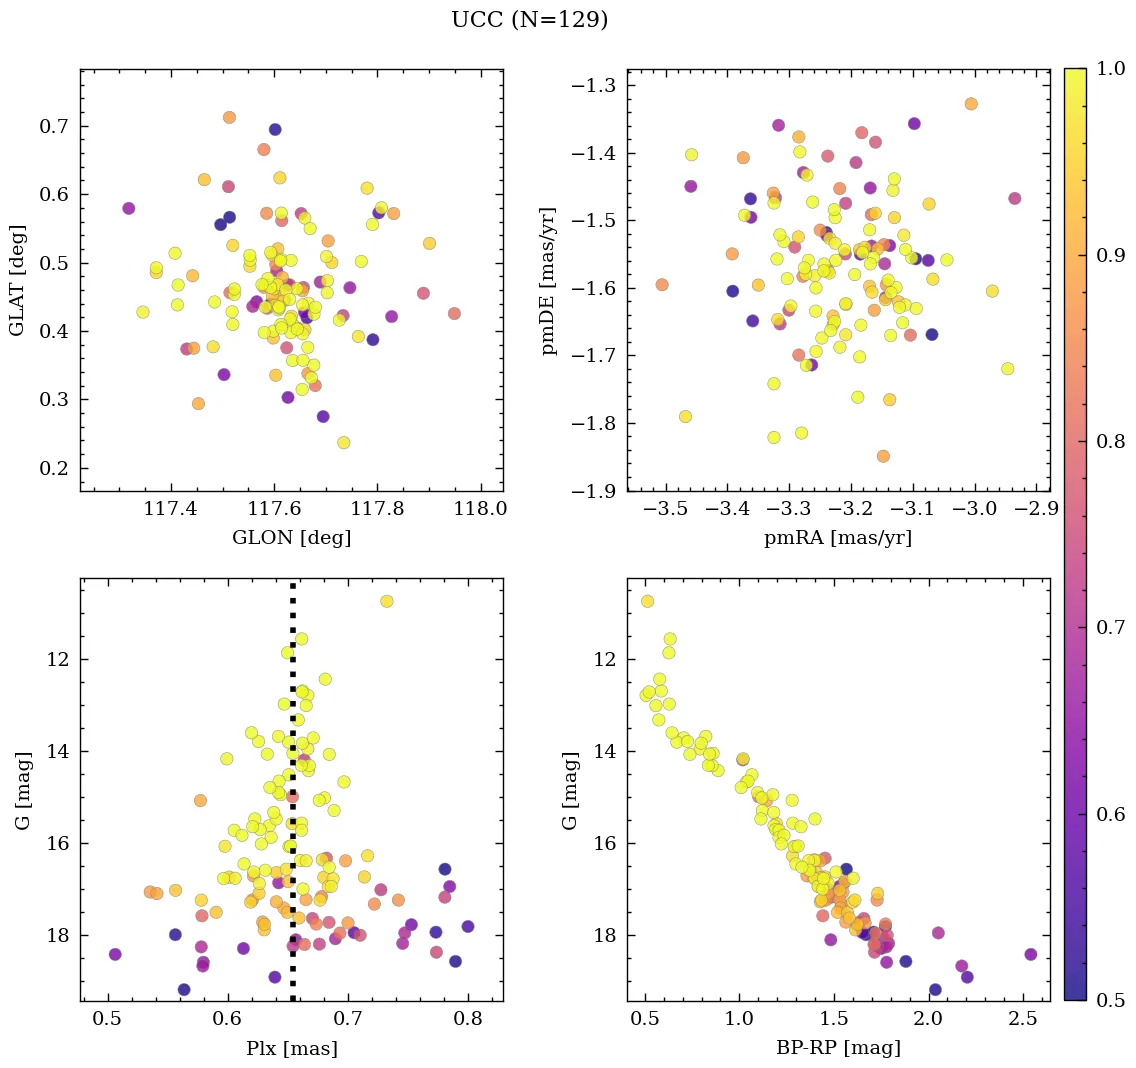 UCC (N=129)
0.7
0.6
0.5
0.4
0.3
0.2
GLAT [deg]
117.4 117.6 117.8 118.0
GLON [deg]
−1.3
−1.4
−1.5
−1.6
−1.7
−1.8
−1.9
pmDE [mas/yr]
−3.5 −3.4 −3.3 −3.2 −3.1 −3.0 −2.9
pmRA [mas/yr]
12
14
16
18
G [mag]
0.5 0.6 0.7 0.8
Plx [mas]
12
14
16
18
G [mag]
0.5 1.0 1.5 2.0 2.5
BP-RP [mag]
1.0
0.9
0.8
0.7
0.6
0.5